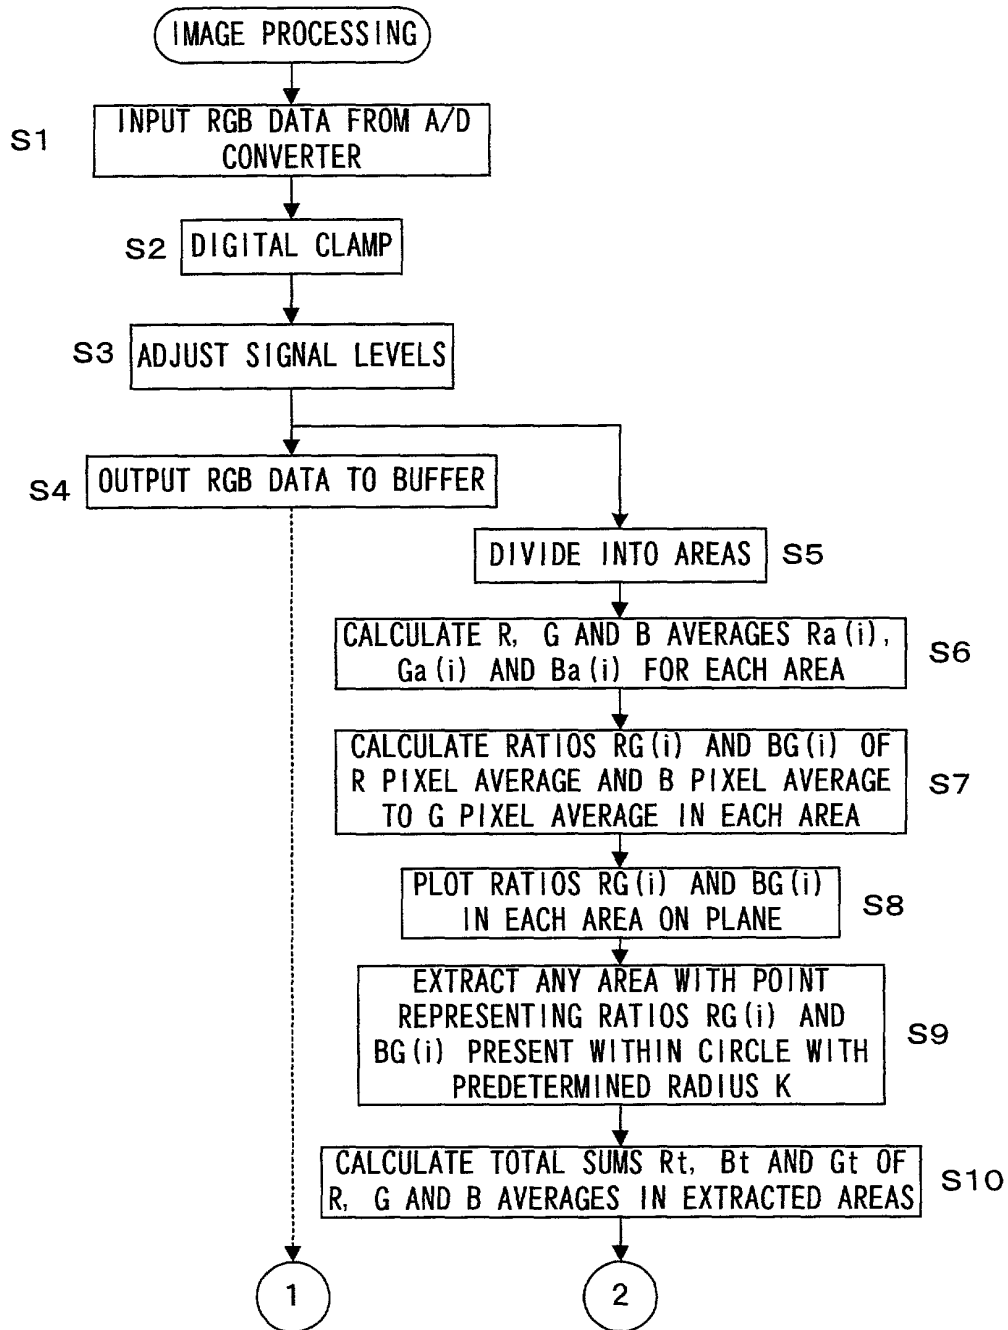 IMAGE PROCESSING
S1
INPUT RGB DATA FROM A/D
CONVERTER
S2
DIGITAL CLAMP
S3
ADJUST SIGNAL LEVELS
S4
OUTPUT RGB DATA TO BUFFER
DIVIDE INTO AREAS
S5
CALCULATE R, G AND B AVERAGES Ra(i),
Ga(i) AND Ba(i) FOR EACH AREA
S6
CALCULATE RATIOS RG(i) AND BG(i) OF
R PIXEL AVERAGE AND B PIXEL AVERAGE
TO G PIXEL AVERAGE IN EACH AREA
S7
PLOT RATIOS RG(i) AND BG(i)
IN EACH AREA ON PLANE
S8
EXTRACT ANY AREA WITH POINT
REPRESENTING RATIOS RG(i) AND
BG(i) PRESENT WITHIN CIRCLE WITH
PREDETERMINED RADIUS K
S9
CALCULATE TOTAL SUMS Rt, Bt AND Gt OF
R, G AND B AVERAGES IN EXTRACTED AREAS
S10
1
2